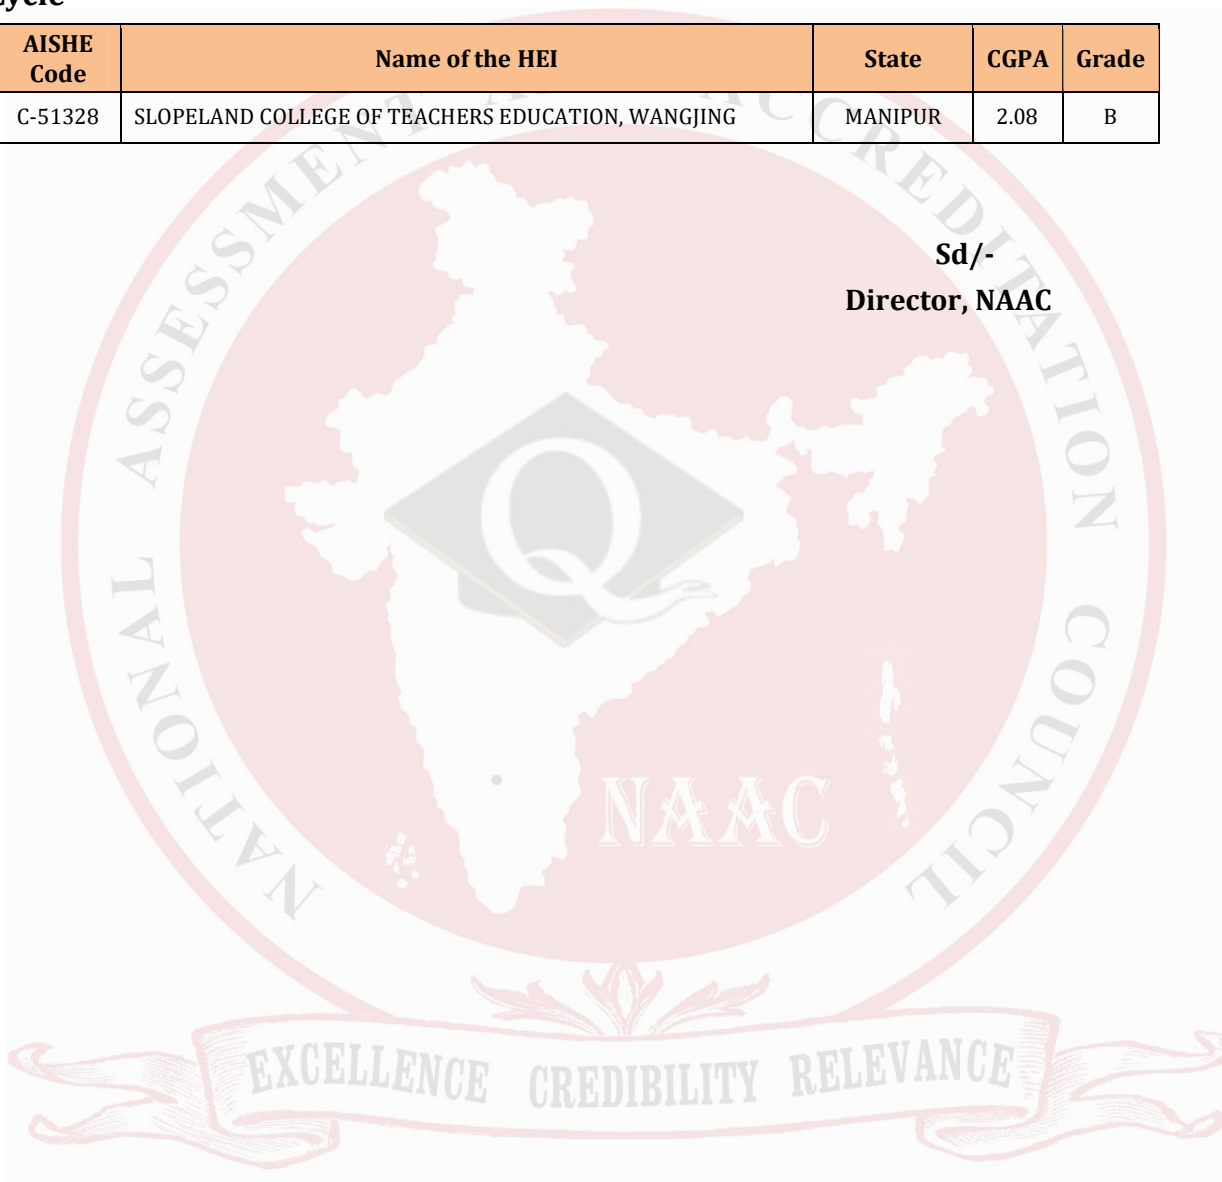 AISHE Code Name of the HEI State CGPA Grade
C-51328 SLOPELAND COLLEGE OF TEACHERS EDUCATION, WANGJING MANIPUR 2.08 B
Sd/-
Director, NAAC
NATIONAL ASSESSMENT AND ACCREDITATION COUNCIL
NAAC
EXCELLENCE CREDIBILITY RELEVANCE